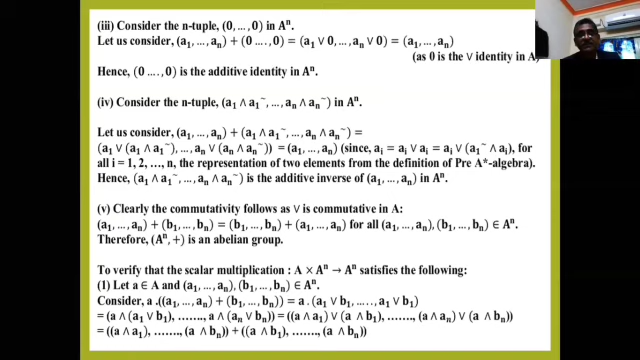 (iii) Consider the n-tuple, (0, ..., 0) in Aⁿ.
Let us consider, (a₁, ..., aₙ) + (0 ...., 0) = (a₁ ∨ 0, ..., aₙ ∨ 0) = (a₁, ..., aₙ)
(as 0 is the ∨ identity in A)
Hence (0 ...., 0) is the additive identity in Aⁿ.
(iv) Consider the n-tuple, (a₁ ∧ a₁~, ..., aₙ ∧ aₙ~) in Aⁿ.
Let us consider, (a₁, ..., aₙ) + (a₁ ∧ a₁~, ..., aₙ ∧ aₙ~) =
(a₁ ∨ (a₁ ∧ a₁~), ..., aₙ ∨ (aₙ ∧ aₙ~)) = (a₁, ..., aₙ) (since, aᵢ = aᵢ ∨ aᵢ = aᵢ ∨ (aᵢ~ ∧ aᵢ), for
all i = 1, 2, ..., n, the representation of two elements from the definition of Pre A*-algebra).
Hence, (a₁ ∧ a₁~, ..., aₙ ∧ aₙ~) is the additive inverse of (a₁, ..., aₙ) in Aⁿ.
(v) Clearly the commutativity follows as ∨ is commutative in A:
(a₁, ..., aₙ) + (b₁, ..., bₙ) = (b₁, ..., bₙ) + (a₁, ..., aₙ) for all (a₁, ..., aₙ), (b₁, ..., bₙ) ∈ Aⁿ.
Therefore, (Aⁿ, +) is an abelian group.
To verify that the scalar multiplication : A × Aⁿ → Aⁿ satisfies the following:
(1) Let a ∈ A and (a₁, ..., aₙ), (b₁, ..., bₙ) ∈ Aⁿ.
Consider, a .((a₁, ..., aₙ) + (b₁, ..., bₙ)) = a . (a₁ ∨ b₁, ....., a₁ ∨ b₁)
= (a ∧ (a₁ ∨ b₁), ......., a ∧ (aₙ ∨ bₙ)) = ((a ∧ a₁) ∨ (a ∧ b₁), ......., (a ∧ aₙ) ∨ (a ∧ bₙ))
= ((a ∧ a₁), ......., (a ∧ bₙ)) + ((a ∧ b₁), ......., (a ∧ bₙ))